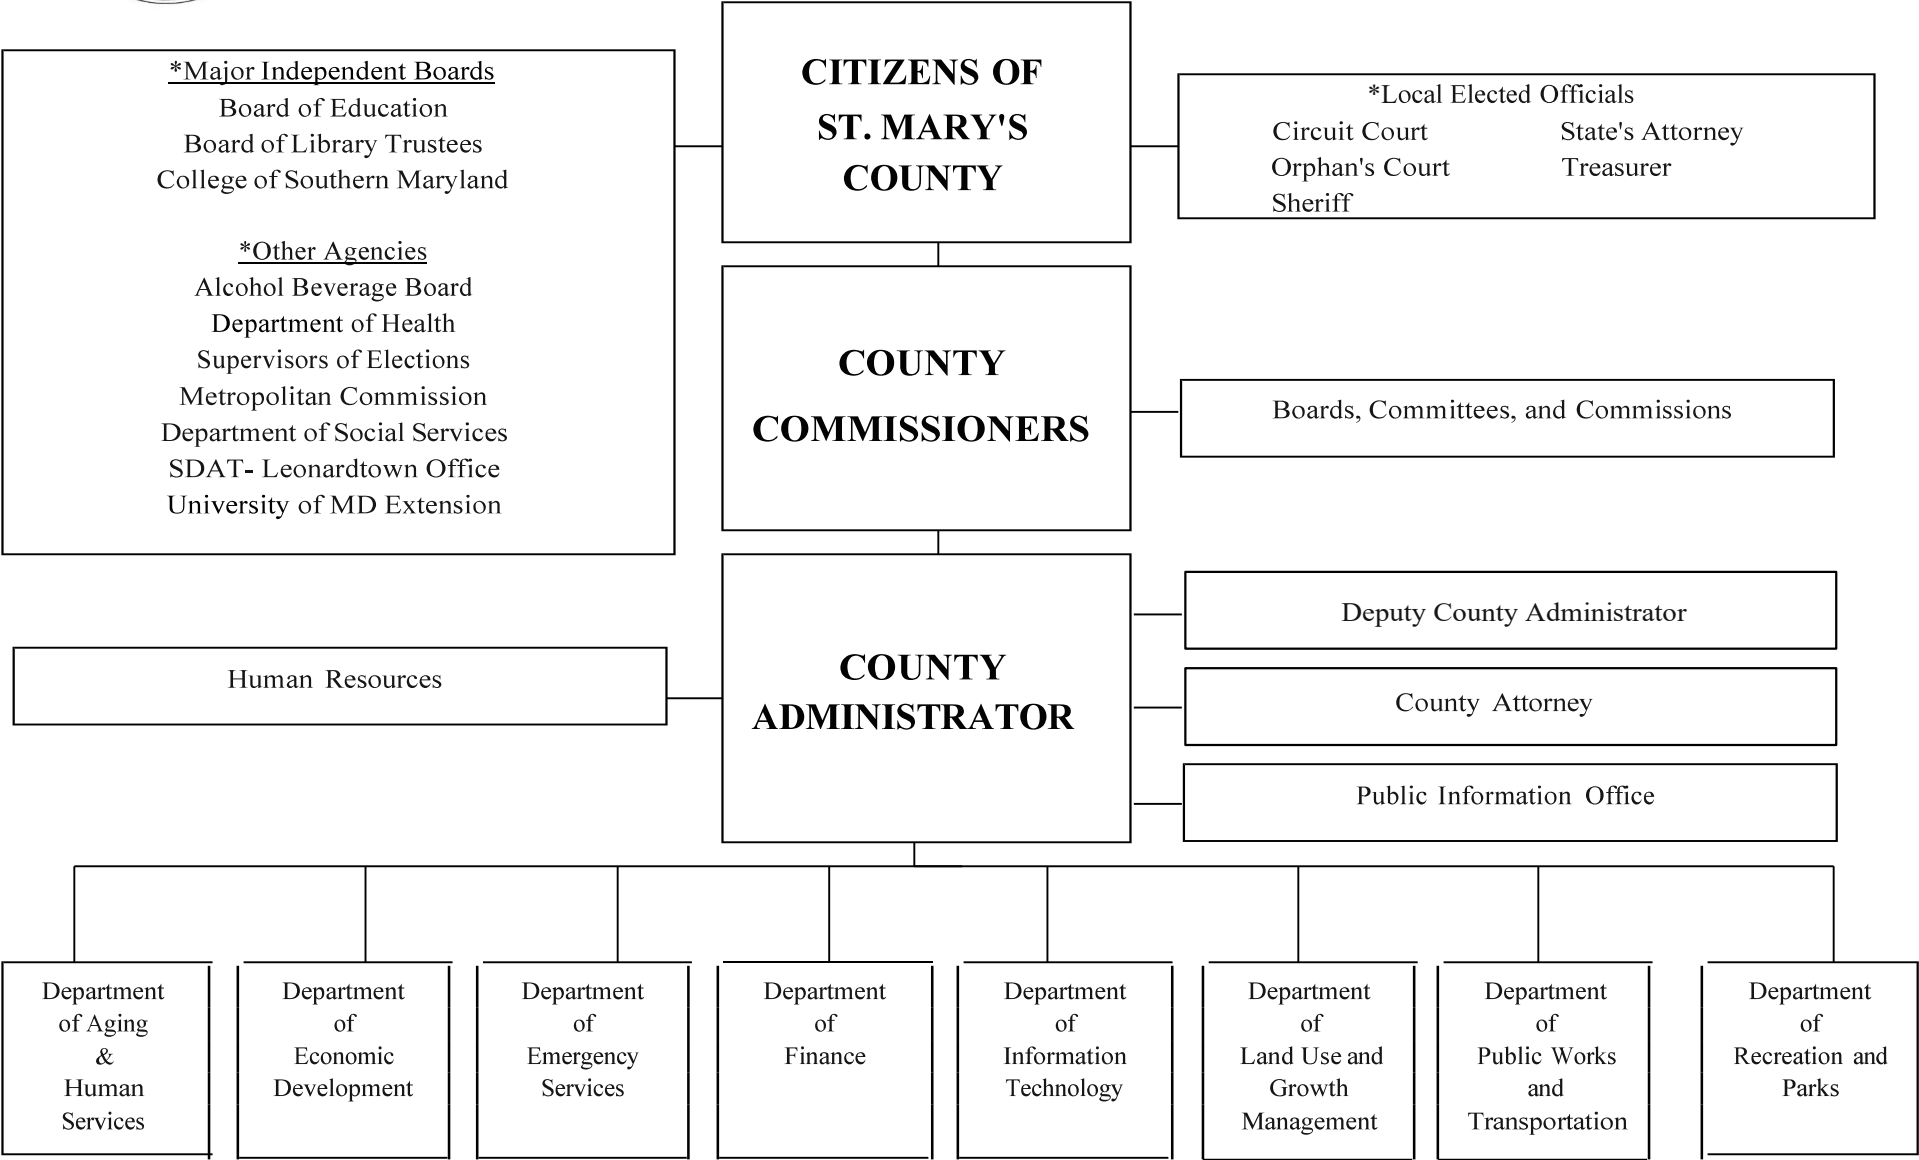 CITIZENS OF
ST. MARY'S
COUNTY
*Major Independent Boards
Board of Education
Board of Library Trustees
College of Southern Maryland
*Other Agencies
Alcohol Beverage Board
Department of Health
Supervisors of Elections
Metropolitan Commission
Department of Social Services
SDAT- Leonardtown Office
University of MD Extension
*Local Elected Officials
Circuit Court State's Attorney
Orphan's Court Treasurer
Sheriff
COUNTY
COMMISSIONERS
Boards, Committees, and Commissions
COUNTY
ADMINISTRATOR
Human Resources
Deputy County Administrator
County Attorney
Public Information Office
Department
of Aging
&
Human
Services
Department
of
Economic
Development
Department
of
Emergency
Services
Department
of
Finance
Department
of
Information
Technology
Department
of
Land Use and
Growth
Management
Department
of
Public Works
and
Transportation
Department
of
Recreation and
Parks